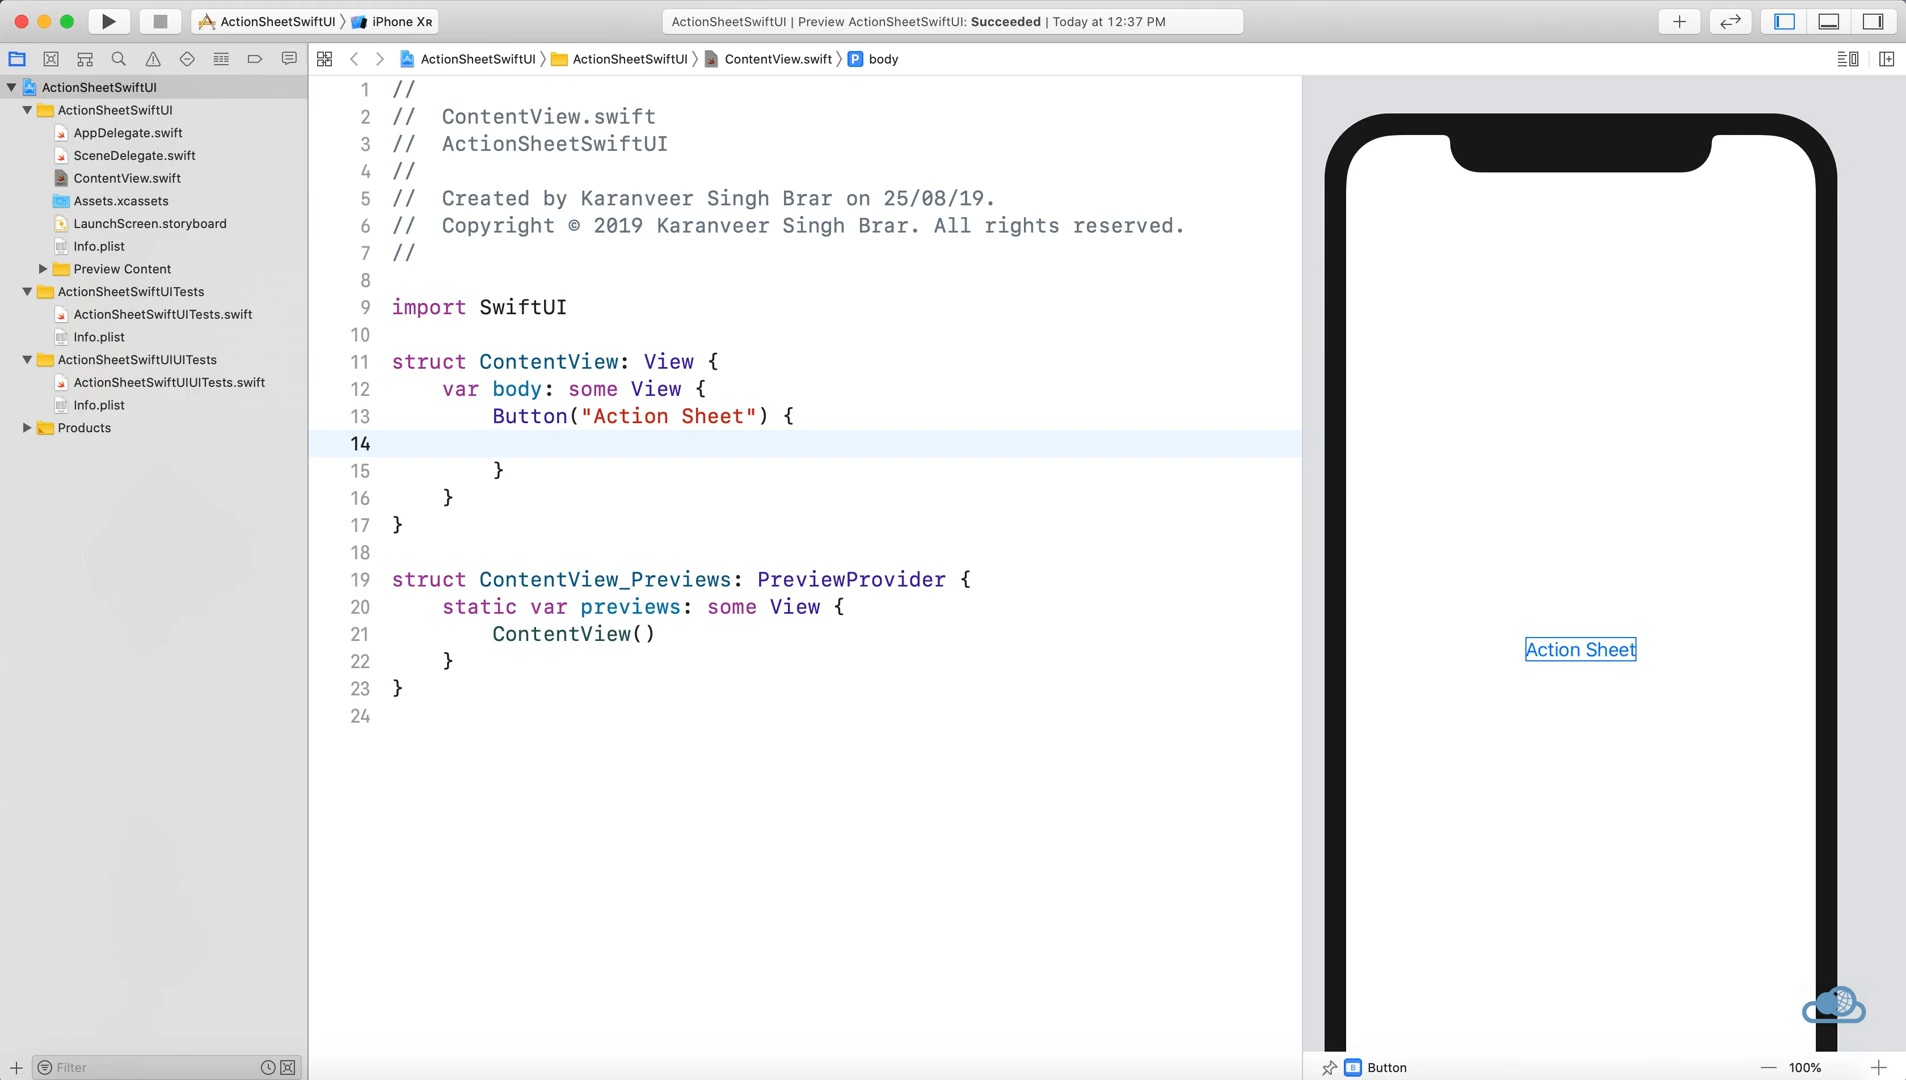 ActionSheetSwiftUI 〉 iPhone XR
ActionSheetSwiftUI | Preview ActionSheetSwiftUI: Succeeded | Today at 12:37 PM
ActionSheetSwiftUI 〉 ActionSheetSwiftUI 〉 ContentView.swift 〉 P body
ActionSheetSwiftUI
ActionSheetSwiftUI
AppDelegate.swift
SceneDelegate.swift
ContentView.swift
Assets.xcassets
LaunchScreen.storyboard
Info.plist
Preview Content
ActionSheetSwiftUITests
ActionSheetSwiftUITests.swift
Info.plist
ActionSheetSwiftUIUITests
ActionSheetSwiftUIUITests.swift
Info.plist
Products
Filter
1 //
2 // ContentView.swift
3 // ActionSheetSwiftUI
4 //
5 // Created by Karanveer Singh Brar on 25/08/19.
6 // Copyright © 2019 Karanveer Singh Brar. All rights reserved.
7 //
8
9 import SwiftUI
10
11 struct ContentView: View {
12 var body: some View {
13 Button("Action Sheet") {
14
15 }
16 }
17 }
18
19 struct ContentView_Previews: PreviewProvider {
20 static var previews: some View {
21 ContentView()
22 }
23 }
24
Action Sheet
B Button
100%